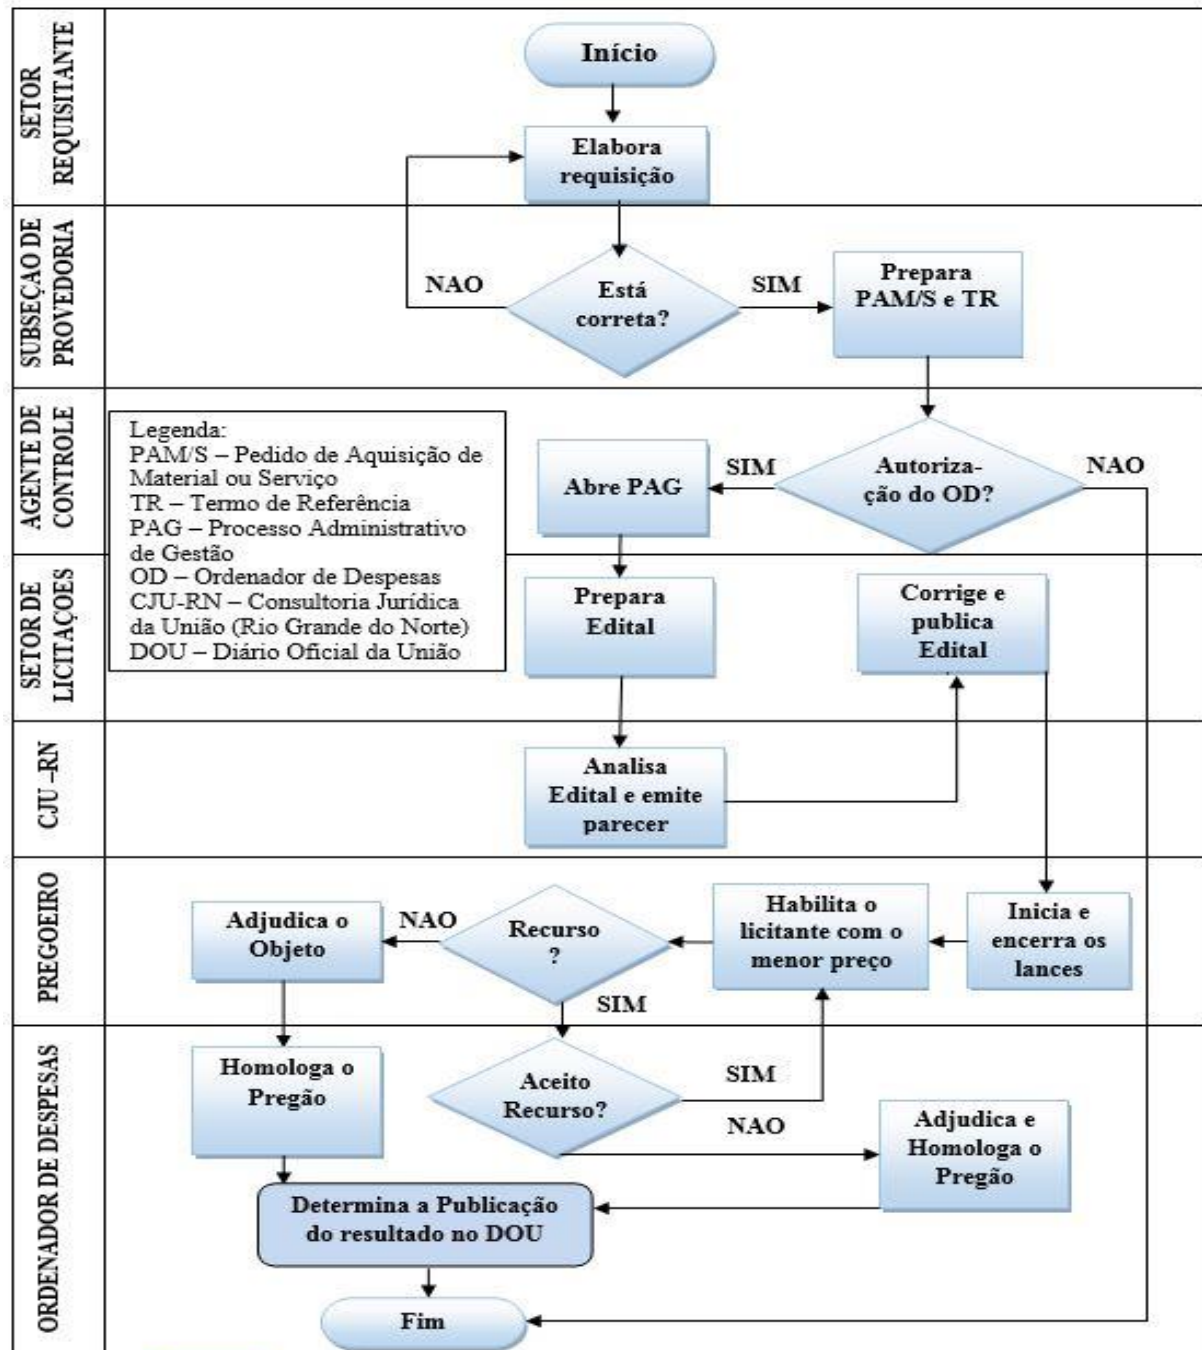 SETOR
REQUISITANTE
Início
Elabora
requisição
SUBSEÇAO DE
PROVEDORIA
NAO
Está
correta?
SIM
Prepara
PAM/S e TR
AGENTE DE
CONTROLE
Legenda:
PAM/S – Pedido de Aquisição de
Material ou Serviço
TR – Termo de Referência
PAG – Processo Administrativo
de Gestão
OD – Ordenador de Despesas
CJU-RN – Consultoria Jurídica
da União (Rio Grande do Norte)
DOU – Diário Oficial da União
Abre PAG
SIM
Autoriza-
ção do OD?
NAO
SETOR DE
LICITAÇOES
Prepara
Edital
Corrige e
publica
Edital
CJU –RN
Analisa
Edital e emite
parecer
PREGOEIRO
Adjudica o
Objeto
NAO
Recurso
?
SIM
Habilita o
licitante com o
menor preço
Inicia e
encerra os
lances
ORDENADOR DE DESPESAS
Homologa o
Pregão
Aceito
Recurso?
SIM
NAO
Adjudica e
Homologa o
Pregão
Determina a Publicação
do resultado no DOU
Fim